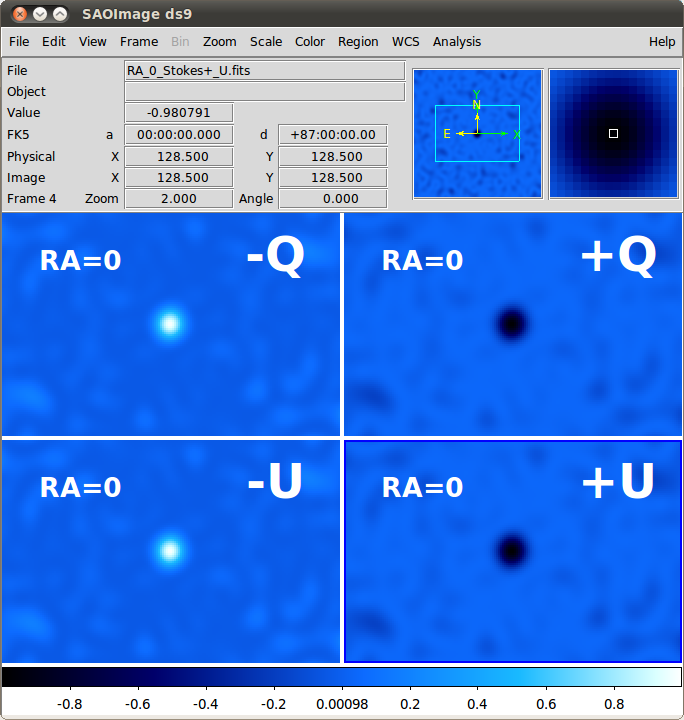 SAOImage ds9
File Edit View Frame Bin Zoom Scale Color Region WCS Analysis Help
File RA_0_Stokes+_U.fits
Object
Value -0.980791
FK5 a 00:00:00.000 d +87:00:00.00
Physical X 128.500 Y 128.500
Image X 128.500 Y 128.500
Frame 4 Zoom 2.000 Angle 0.000
Y
N
E X
RA=0 -Q
RA=0 +Q
RA=0 -U
RA=0 +U
-0.8 -0.6 -0.4 -0.2 0.00098 0.2 0.4 0.6 0.8